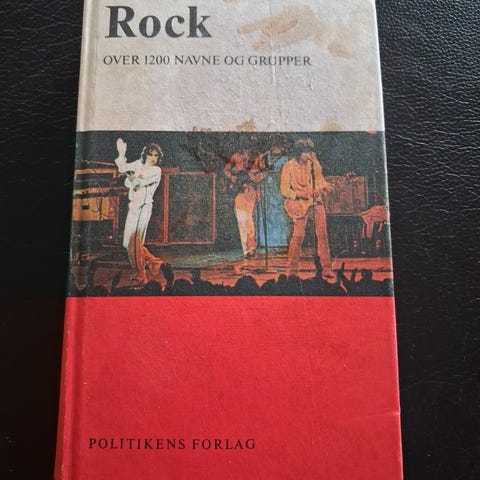 Rock
OVER 1200 NAVNE OG GRUPPER
POLITIKENS FORLAG